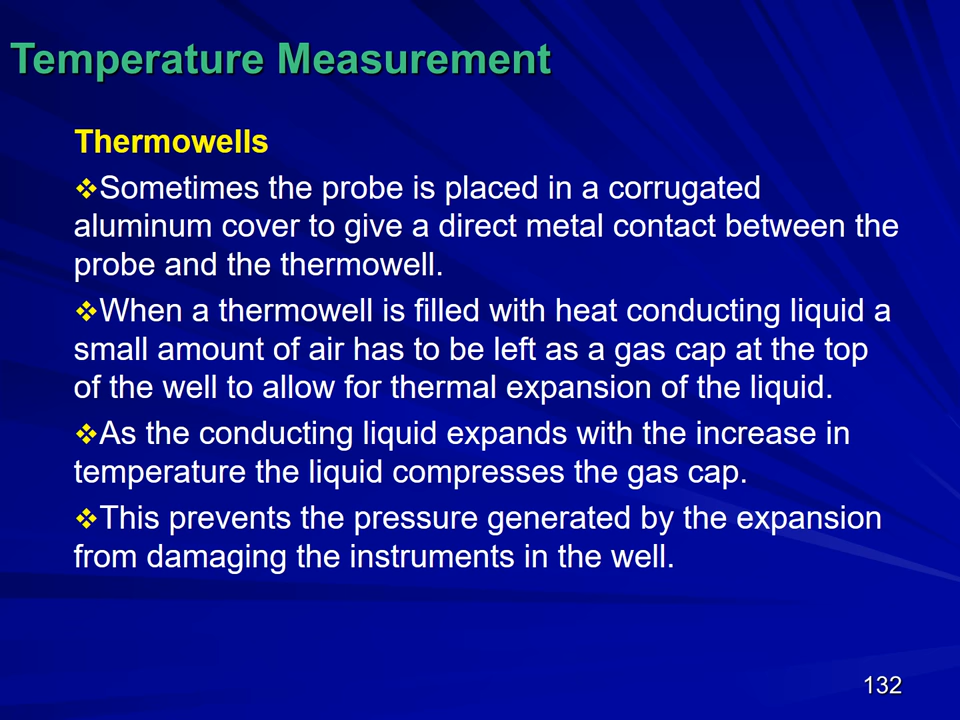 Temperature Measurement
Thermowells
❖Sometimes the probe is placed in a corrugated
aluminum cover to give a direct metal contact between the
probe and the thermowell.
❖When a thermowell is filled with heat conducting liquid a
small amount of air has to be left as a gas cap at the top
of the well to allow for thermal expansion of the liquid.
❖As the conducting liquid expands with the increase in
temperature the liquid compresses the gas cap.
❖This prevents the pressure generated by the expansion
from damaging the instruments in the well.
132